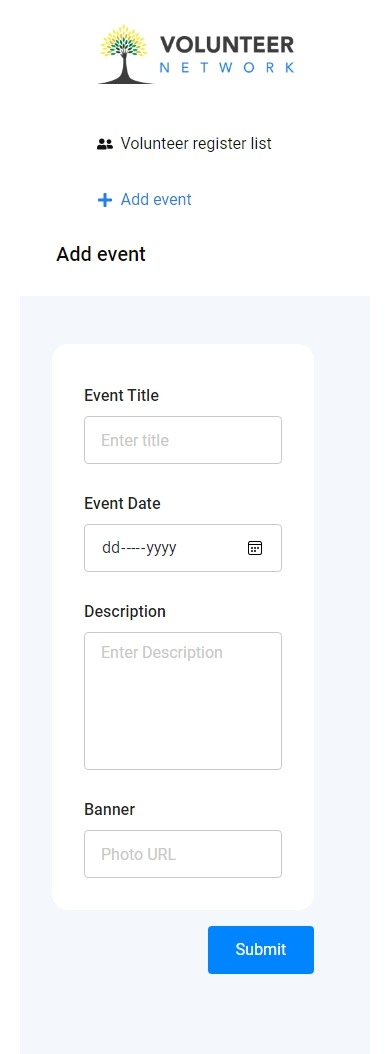 VOLUNTEER
NETWORK
Volunteer register list
Add event
Add event
Event Title
Enter title
Event Date
dd-----yyyy
Description
Enter Description
Banner
Photo URL
Submit